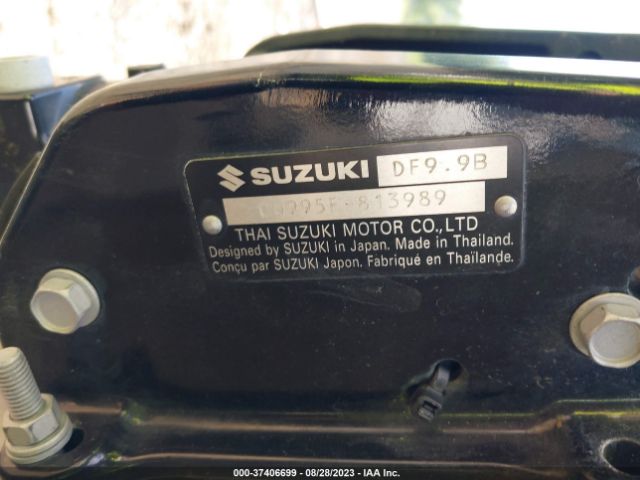 SUZUKI DF9.9B
813989
THAI SUZUKI MOTOR CO.,LTD
Designed by SUZUKI in Japan. Made in Thailand.
Conçu par SUZUKI Japon. Fabriqué en Thaïlande.
000-37406699 - 08/28/2023 - IAA Inc.